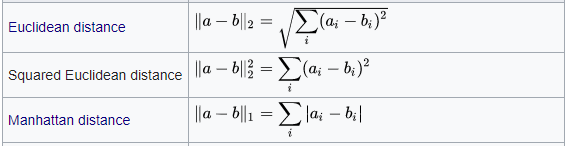 Euclidean distance ‖a − b‖₂ = √∑ᵢ(aᵢ − bᵢ)²
Squared Euclidean distance ‖a − b‖₂² = ∑ᵢ(aᵢ − bᵢ)²
Manhattan distance ‖a − b‖₁ = ∑ᵢ|aᵢ − bᵢ|